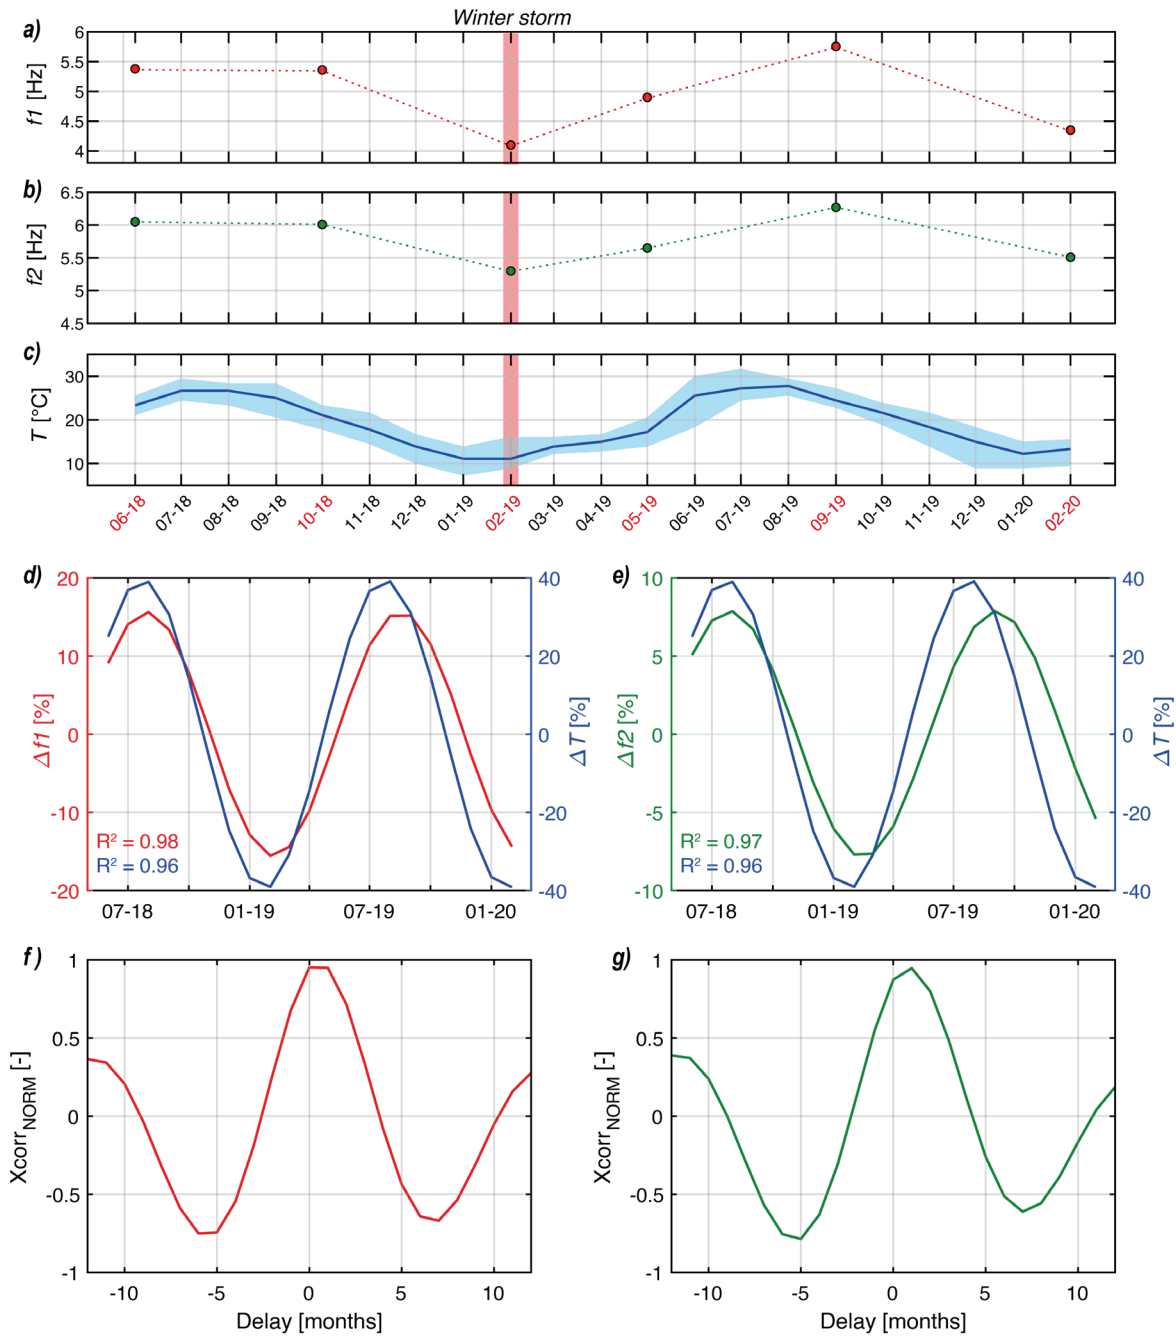 Winter storm
a)
f1 [Hz]
6
5.5
5
4.5
4
b)
f2 [Hz]
6.5
6
5.5
5
4.5
c)
T [°C]
30
20
10
06-18 07-18 08-18 09-18 10-18 11-18 12-18 01-19 02-19 03-19 04-19 05-19 06-19 07-19 08-19 09-19 10-19 11-19 12-19 01-20 02-20
d)
Δf1 [%]
20
10
0
-10
-20
R² = 0.98
R² = 0.96
40
20
0
-20
-40
ΔT [%]
07-18 01-19 07-19 01-20
e)
Δf2 [%]
10
5
0
-5
-10
R² = 0.97
R² = 0.96
40
20
0
-20
-40
ΔT [%]
07-18 01-19 07-19 01-20
f)
XcorrNORM [-]
1
0.5
0
-0.5
-1
-10 -5 0 5 10
Delay [months]
g)
XcorrNORM [-]
1
0.5
0
-0.5
-1
-10 -5 0 5 10
Delay [months]